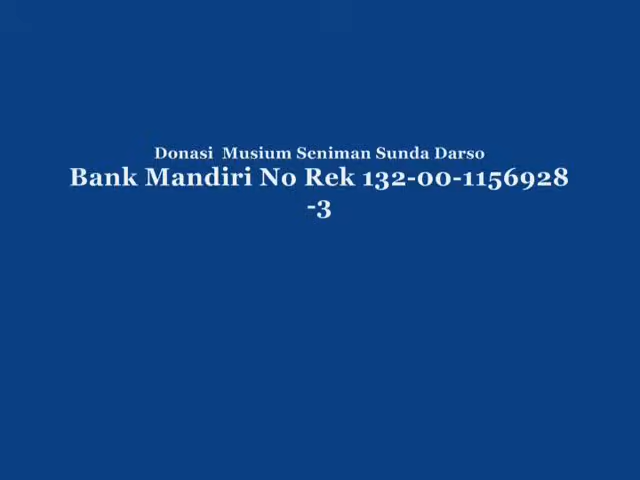 Donasi  Musium Seniman Sunda Darso
Bank Mandiri No Rek 132-00-1156928
-3